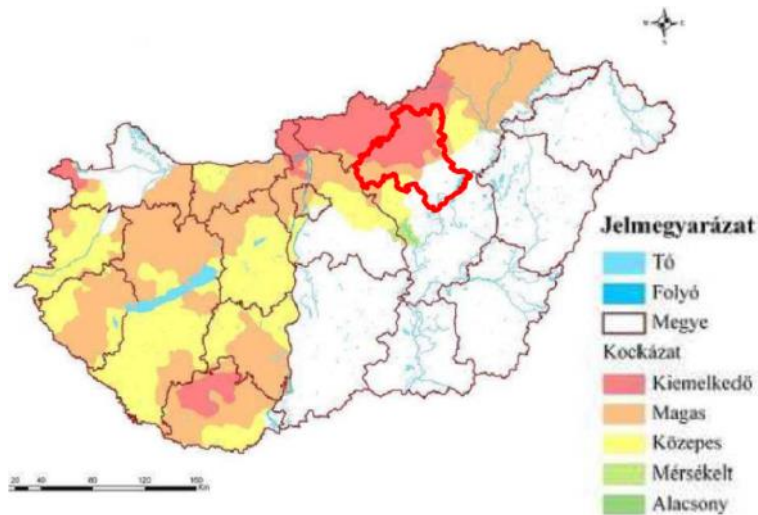 Jelmegyarázat
Tó
Folyó
Megye
Kockázat
Kiemelkedő
Magas
Közepes
Mérsékelt
Alacsony
20 40 80 120 160
Km